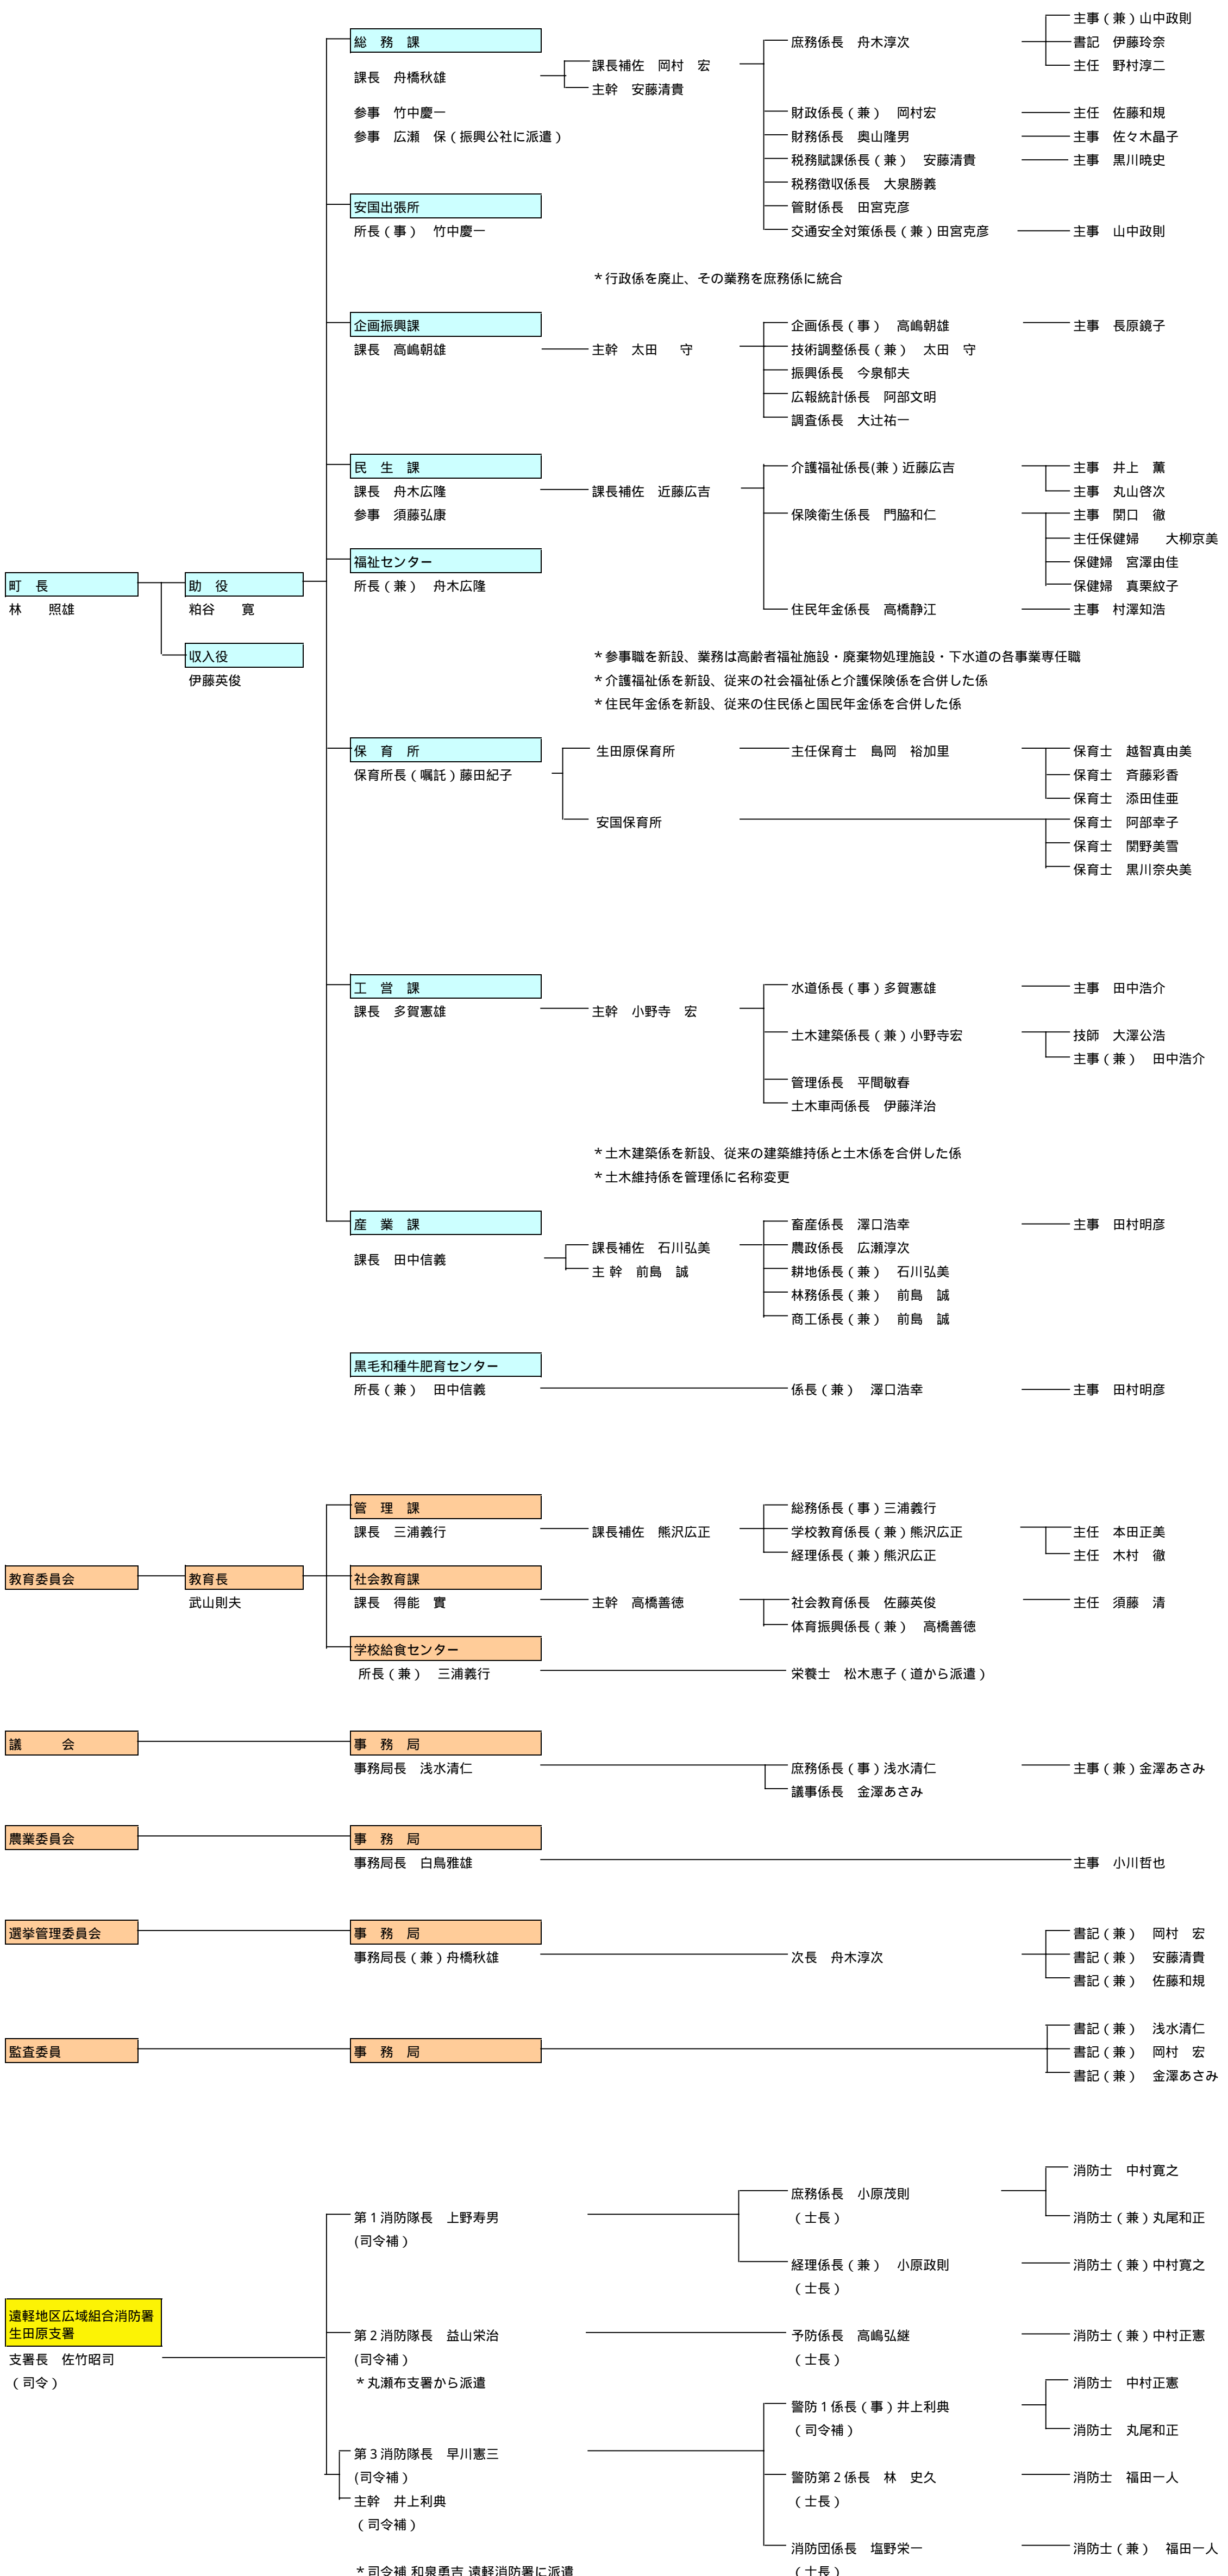 主事（兼）山中政則
総　務　課　庶務係長　舟木淳次　書記　伊藤玲奈
課長　舟橋秋雄　課長補佐　岡村　宏　主任　野村淳二
主幹　安藤清貴
参事　竹中慶一　財政係長（兼）　岡村宏　主任　佐藤和規
参事　広瀬　保（振興公社に派遣）　財務係長　奥山隆男　主事　佐々木晶子
税務賦課係長（兼）　安藤清貴　主事　黒川暁史
税務徴収係長　大泉勝義
安国出張所　管財係長　田宮克彦
所長（事）　竹中慶一　交通安全対策係長（兼）田宮克彦　主事　山中政則
＊行政係を廃止、その業務を庶務係に統合
企画振興課　企画係長（事）　高嶋朝雄　主事　長原鏡子
課長　高嶋朝雄　主幹　太田　守　技術調整係長（兼）　太田　守
振興係長　今泉郁夫
広報統計係長　阿部文明
調査係長　大辻祐一
民　生　課　介護福祉係長(兼）近藤広吉　主事　井上　薫
課長　舟木広隆　課長補佐　近藤広吉　主事　丸山啓次
参事　須藤弘康　保険衛生係長　門脇和仁　主事　関口　徹
主任保健婦　大柳京美
福祉センター　保健婦　宮澤由佳
町　長　助　役　所長（兼）　舟木広隆　保健婦　真栗紋子
林　照雄　粕谷　寛　住民年金係長　高橋静江　主事　村澤知浩
収入役　＊参事職を新設、業務は高齢者福祉施設・廃棄物処理施設・下水道の各事業専任職
伊藤英俊　＊介護福祉係を新設、従来の社会福祉係と介護保険係を合併した係
＊住民年金係を新設、従来の住民係と国民年金係を合併した係
保　育　所　生田原保育所　主任保育士　島岡　裕加里　保育士　越智真由美
保育所長（嘱託）藤田紀子　保育士　斉藤彩香
保育士　添田佳亜
安国保育所　保育士　阿部幸子
保育士　関野美雪
保育士　黒川奈央美
工　営　課　水道係長（事）多賀憲雄　主事　田中浩介
課長　多賀憲雄　主幹　小野寺　宏
土木建築係長（兼）小野寺宏　技師　大澤公浩
主事（兼）　田中浩介
管理係長　平間敏春
土木車両係長　伊藤洋治
＊土木建築係を新設、従来の建築維持係と土木係を合併した係
＊土木維持係を管理係に名称変更
産　業　課　畜産係長　澤口浩幸　主事　田村明彦
課長補佐　石川弘美　農政係長　広瀬淳次
課長　田中信義　主 幹　前島　誠　耕地係長（兼）　石川弘美
林務係長（兼）　前島　誠
商工係長（兼）　前島　誠
黒毛和種牛肥育センター
所長（兼）　田中信義　係長（兼）　澤口浩幸　主事　田村明彦
管　理　課　総務係長（事）三浦義行
課長　三浦義行　課長補佐　熊沢広正　学校教育係長（兼）熊沢広正　主任　本田正美
経理係長（兼）熊沢広正　主任　木村　徹
教育委員会　教育長　社会教育課
武山則夫　課長　得能　實　主幹　高橋善徳　社会教育係長　佐藤英俊　主任　須藤　清
体育振興係長（兼）　高橋善徳
学校給食センター
所長（兼）　三浦義行　栄養士　松木恵子（道から派遣）
議　会　事　務　局
事務局長　浅水清仁　庶務係長（事）浅水清仁　主事（兼）金澤あさみ
議事係長　金澤あさみ
農業委員会　事　務　局
事務局長　白鳥雅雄　主事　小川哲也
選挙管理委員会　事　務　局　書記（兼）　岡村　宏
事務局長（兼）舟橋秋雄　次長　舟木淳次　書記（兼）　安藤清貴
書記（兼）　佐藤和規
書記（兼）　浅水清仁
監査委員　事　務　局　書記（兼）　岡村　宏
書記（兼）　金澤あさみ
消防士　中村寛之
庶務係長　小原茂則
第１消防隊長　上野寿男　（士長）　消防士（兼）丸尾和正
(司令補）
経理係長（兼）　小原政則　消防士（兼）中村寛之
（士長）
遠軽地区広域組合消防署
生田原支署　第２消防隊長　益山栄治　予防係長　高嶋弘継　消防士（兼）中村正憲
支署長　佐竹昭司　(司令補）　（士長）
（司令）　＊丸瀬布支署から派遣　消防士　中村正憲
警防１係長（事）井上利典
（司令補）　消防士　丸尾和正
第３消防隊長　早川憲三
(司令補）　警防第２係長　林　史久　消防士　福田一人
主幹　井上利典　（士長）
（司令補）
消防団係長　塩野栄一　消防士（兼）　福田一人
＊司令補 和泉勇吉 遠軽消防署に派遣　（士長）